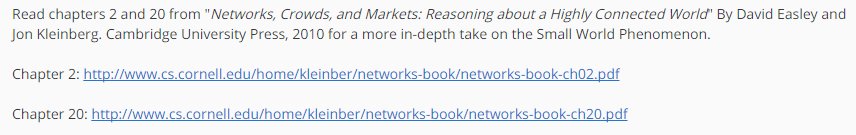 Read chapters 2 and 20 from "Networks, Crowds, and Markets: Reasoning about a Highly Connected World" By David Easley and
Jon Kleinberg. Cambridge University Press, 2010 for a more in-depth take on the Small World Phenomenon.
Chapter 2: http://www.cs.cornell.edu/home/kleinber/networks-book/networks-book-ch02.pdf
Chapter 20: http://www.cs.cornell.edu/home/kleinber/networks-book/networks-book-ch20.pdf